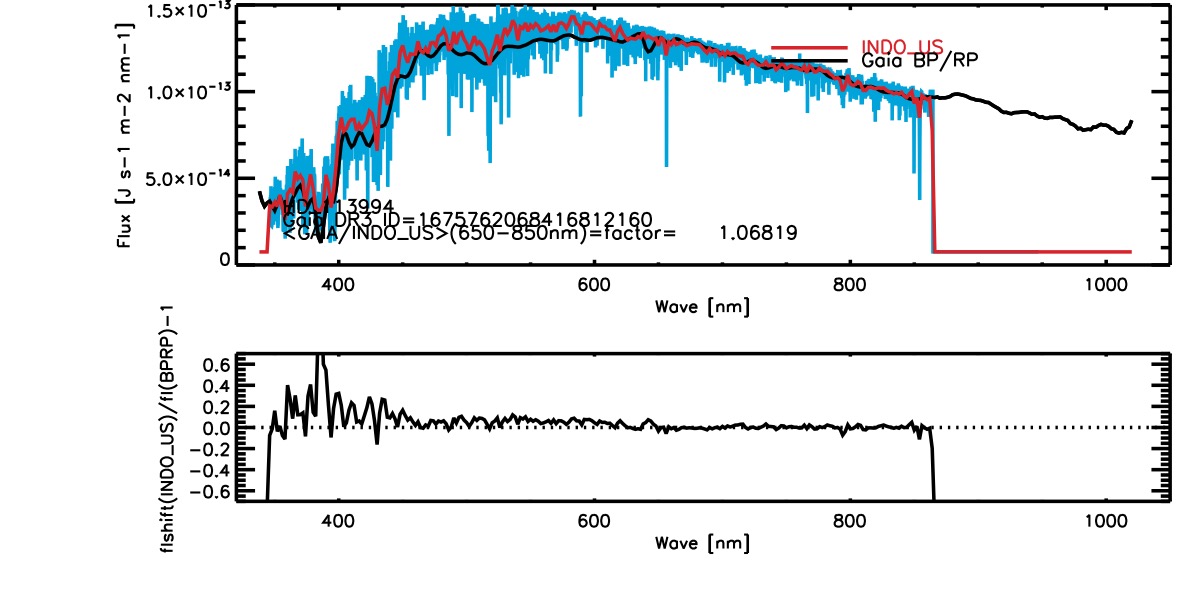 1.5×10⁻¹³
1.0×10⁻¹³
5.0×10⁻¹⁴
0
Flux [J s−1 m−2 nm−1]
INDO_US
Gaia BP/RP
HD 113994
Gaia DR3 ID=1675762068416812160
<GAIA/INDO_US>(650−850nm)=factor= 1.06819
400 600 800 1000
Wave [nm]
flshift(INDO_US)/fl(BPRP)−1
0.6
0.4
0.2
0.0
−0.2
−0.4
−0.6
400 600 800 1000
Wave [nm]